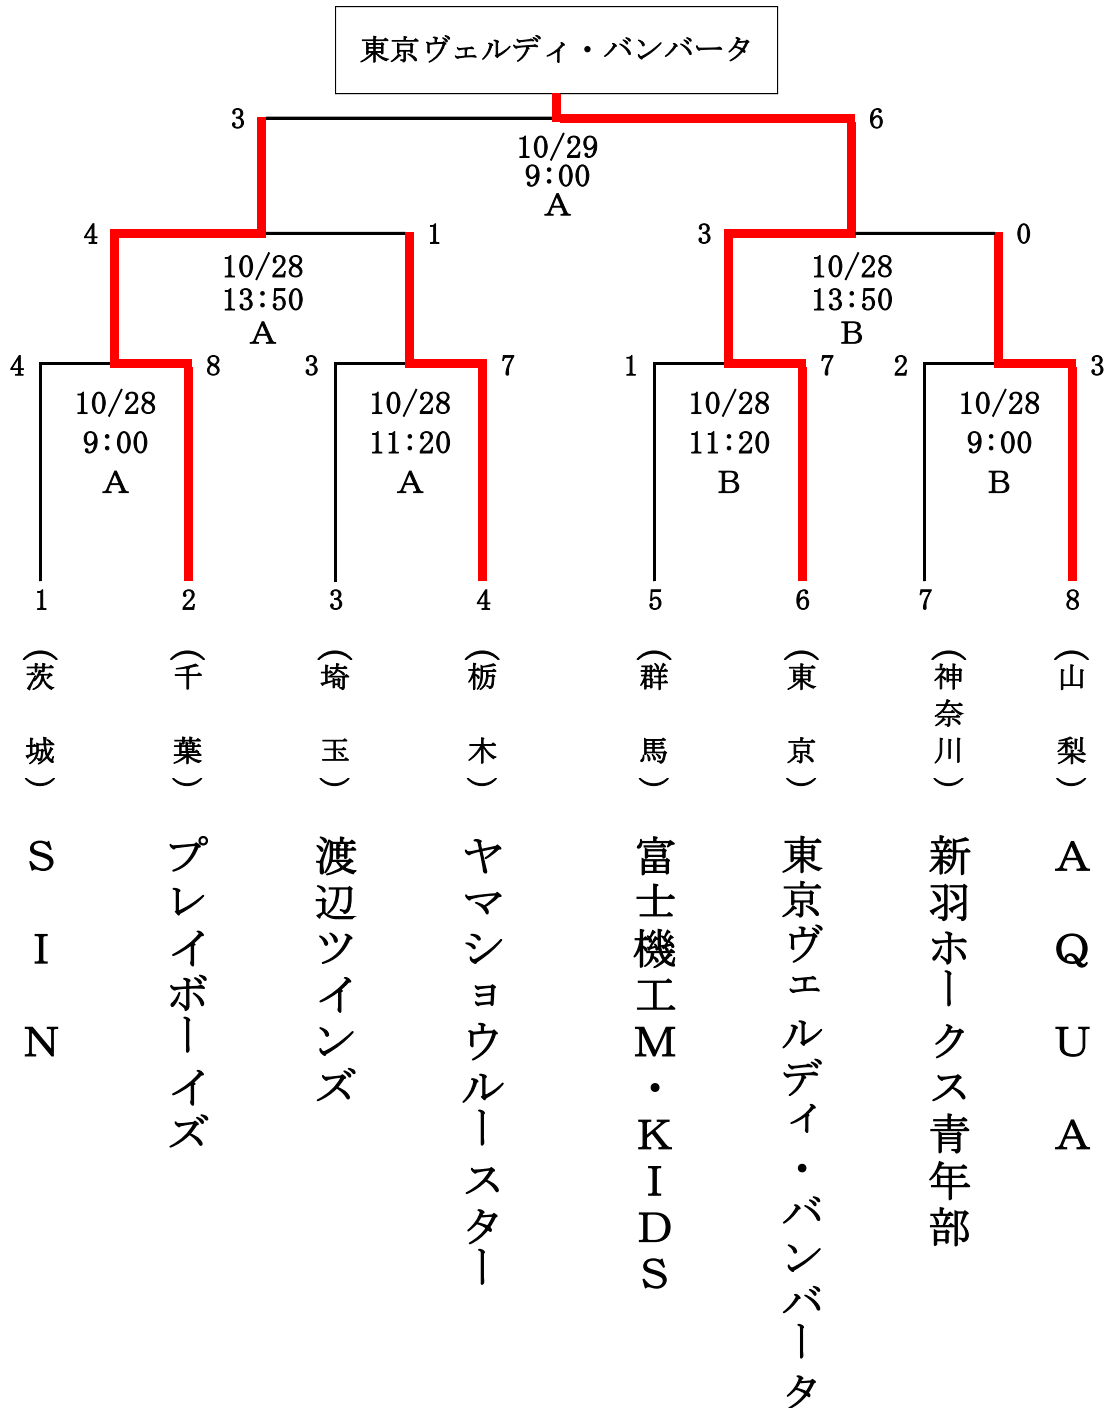 東京ヴェルディ・バンバータ
3
6
10/29
9:00
A
4
1
3
0
10/28
13:50
A
10/28
13:50
B
4
8
3
7
1
7
2
3
10/28
9:00
A
10/28
11:20
A
10/28
11:20
B
10/28
9:00
B
1
2
3
4
5
6
7
8
(茨城)
SIN
(千葉)
プレイボーイズ
(埼玉)
渡辺ツインズ
(栃木)
ヤマショウルースター
(群馬)
富士機工M・KIDS
(東京)
東京ヴェルディ・バンバータ
(神奈川)
新羽ホークス青年部
(山梨)
AQUA